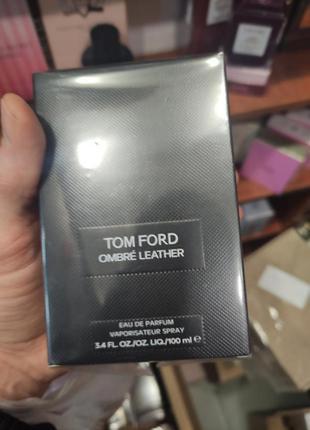 TOM FORD
OMBRÉ LEATHER
EAU DE PARFUM
VAPORISATEUR SPRAY
3.4 FL. OZ./OZ. LIQ./100 ml ℮